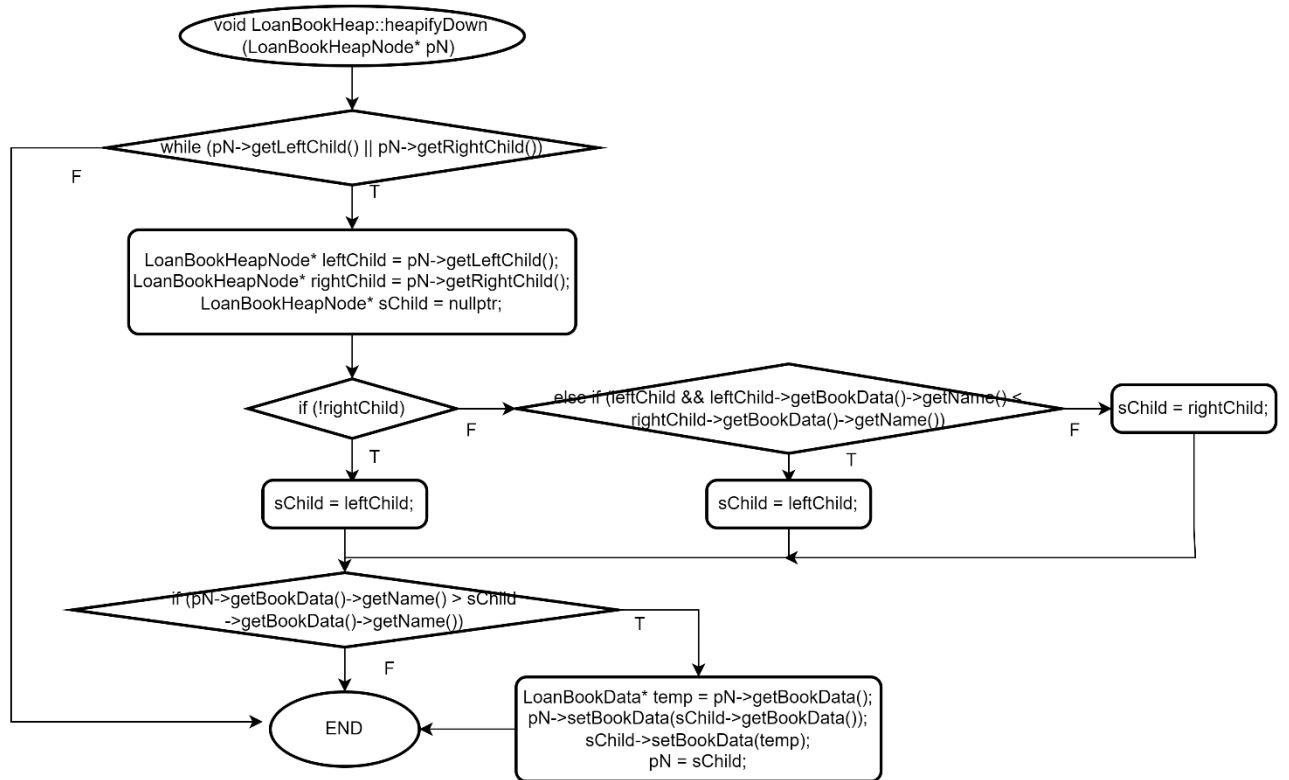 void LoanBookHeap::heapifyDown
(LoanBookHeapNode* pN)
while (pN->getLeftChild() || pN->getRightChild())
F
T
LoanBookHeapNode* leftChild = pN->getLeftChild();
LoanBookHeapNode* rightChild = pN->getRightChild();
LoanBookHeapNode* sChild = nullptr;
if (!rightChild)
F
T
else if (leftChild && leftChild->getBookData()->getName() <
rightChild->getBookData()->getName())
F
T
sChild = rightChild;
sChild = leftChild;
sChild = leftChild;
if (pN->getBookData()->getName() > sChild
->getBookData()->getName())
T
F
LoanBookData* temp = pN->getBookData();
pN->setBookData(sChild->getBookData());
sChild->setBookData(temp);
pN = sChild;
END